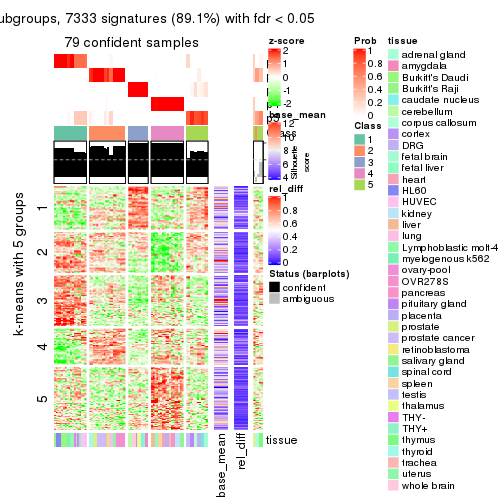 ubgroups, 7333 signatures (89.1%) with fdr < 0.05
79 confident samples
k-means with 5 groups
1
2
3
4
5
base_mean
rel_diff
tissue
Silhouette
score
z-score
2
1
0
-1
-2
base_mean
12
10
8
6
4
rel_diff
1
0.8
0.6
0.4
0.2
0
Status (barplots)
confident
ambiguous
Prob
1
0.8
0.6
0.4
0.2
0
Class
1
2
3
4
5
tissue
adrenal gland
amygdala
Burkitt's Daudi
Burkitt's Raji
caudate nucleus
cerebellum
corpus callosum
cortex
DRG
fetal brain
fetal liver
heart
HL60
HUVEC
kidney
liver
lung
Lymphoblastic molt-4
myelogenous k562
ovary-pool
OVR278S
pancreas
pituitary gland
placenta
prostate
prostate cancer
retinoblastoma
salivary gland
spinal cord
spleen
testis
thalamus
THY-
THY+
thymus
thyroid
trachea
uterus
whole brain